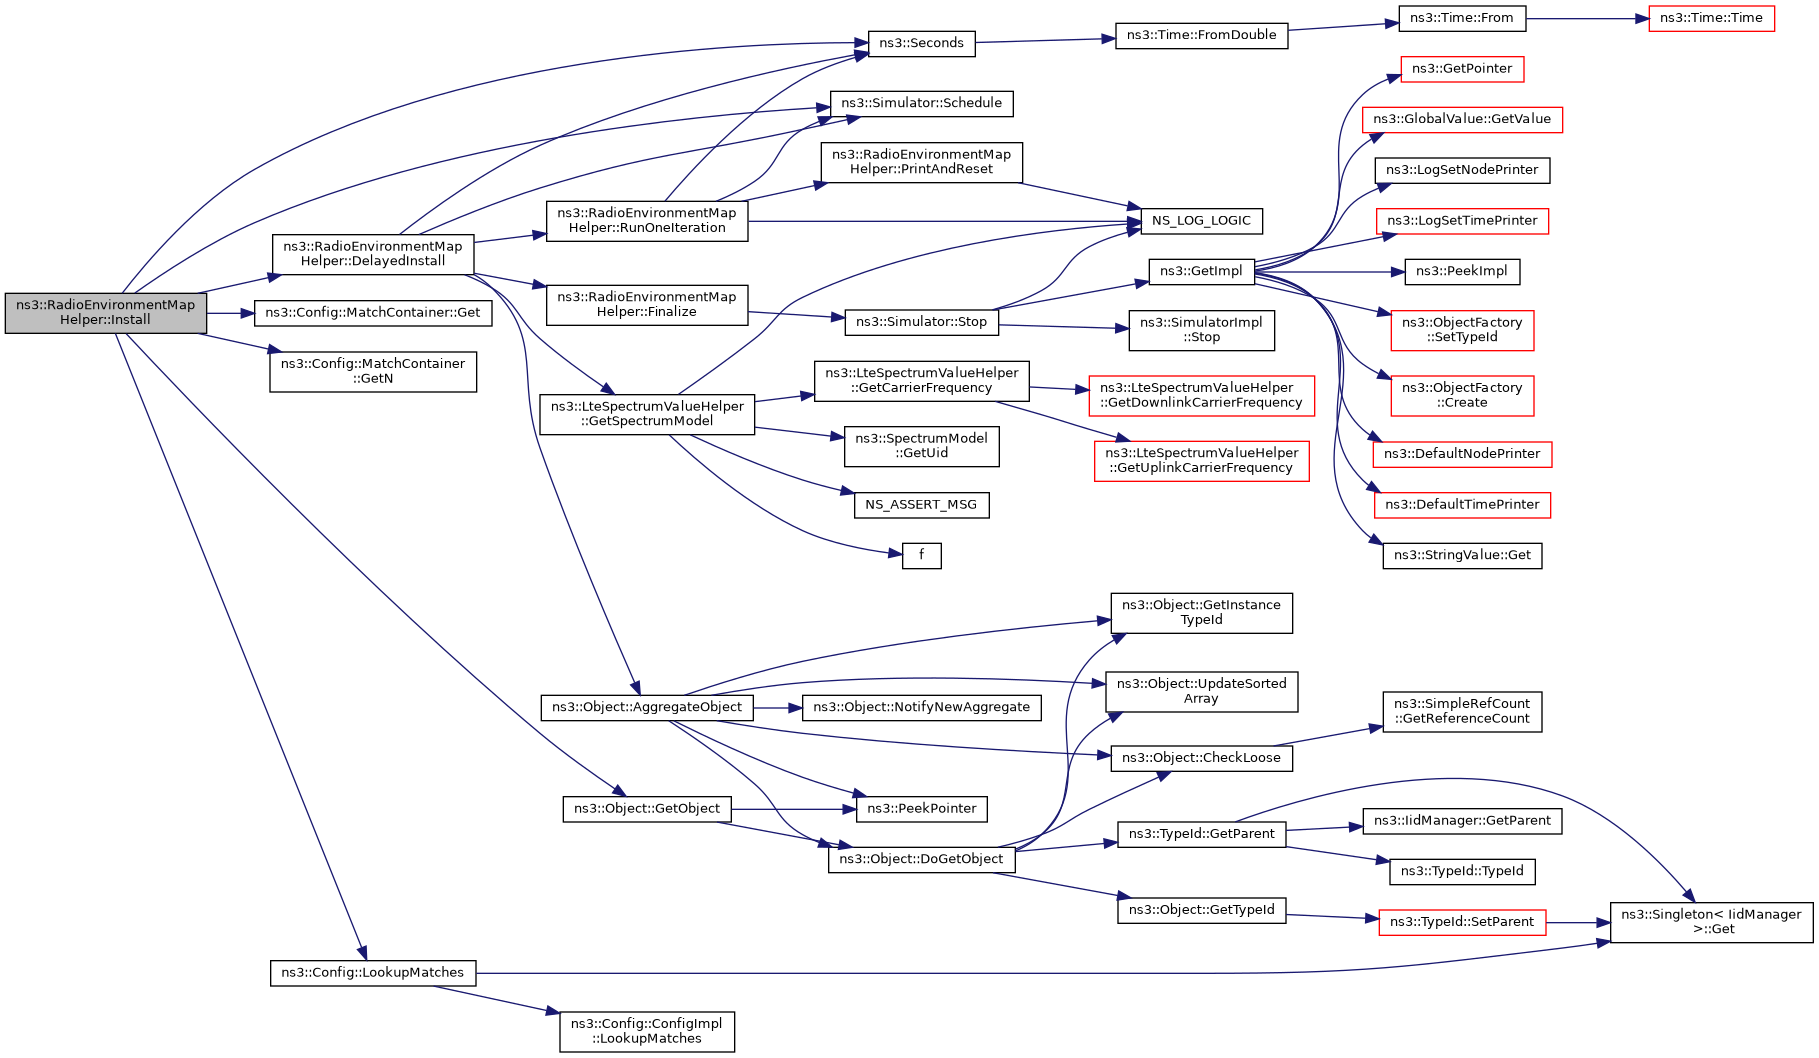 ns3::RadioEnvironmentMap
Helper::Install
ns3::RadioEnvironmentMap
Helper::DelayedInstall
ns3::Config::MatchContainer::Get
ns3::Config::MatchContainer
::GetN
ns3::Config::LookupMatches
ns3::RadioEnvironmentMap
Helper::RunOneIteration
ns3::RadioEnvironmentMap
Helper::Finalize
ns3::LteSpectrumValueHelper
::GetSpectrumModel
ns3::Object::AggregateObject
ns3::Object::GetObject
ns3::Config::ConfigImpl
::LookupMatches
ns3::Seconds
ns3::Simulator::Schedule
ns3::RadioEnvironmentMap
Helper::PrintAndReset
ns3::Simulator::Stop
ns3::LteSpectrumValueHelper
::GetCarrierFrequency
ns3::SpectrumModel
::GetUid
NS_ASSERT_MSG
f
ns3::Object::NotifyNewAggregate
ns3::PeekPointer
ns3::Object::DoGetObject
ns3::Time::FromDouble
NS_LOG_LOGIC
ns3::GetImpl
ns3::SimulatorImpl
::Stop
ns3::LteSpectrumValueHelper
::GetDownlinkCarrierFrequency
ns3::LteSpectrumValueHelper
::GetUplinkCarrierFrequency
ns3::Object::GetInstance
TypeId
ns3::Object::UpdateSorted
Array
ns3::Object::CheckLoose
ns3::TypeId::GetParent
ns3::Object::GetTypeId
ns3::Time::From
ns3::GetPointer
ns3::GlobalValue::GetValue
ns3::LogSetNodePrinter
ns3::LogSetTimePrinter
ns3::PeekImpl
ns3::ObjectFactory
::SetTypeId
ns3::ObjectFactory
::Create
ns3::DefaultNodePrinter
ns3::DefaultTimePrinter
ns3::StringValue::Get
ns3::SimpleRefCount
::GetReferenceCount
ns3::IidManager::GetParent
ns3::TypeId::TypeId
ns3::TypeId::SetParent
ns3::Time::Time
ns3::Singleton< IidManager
>::Get